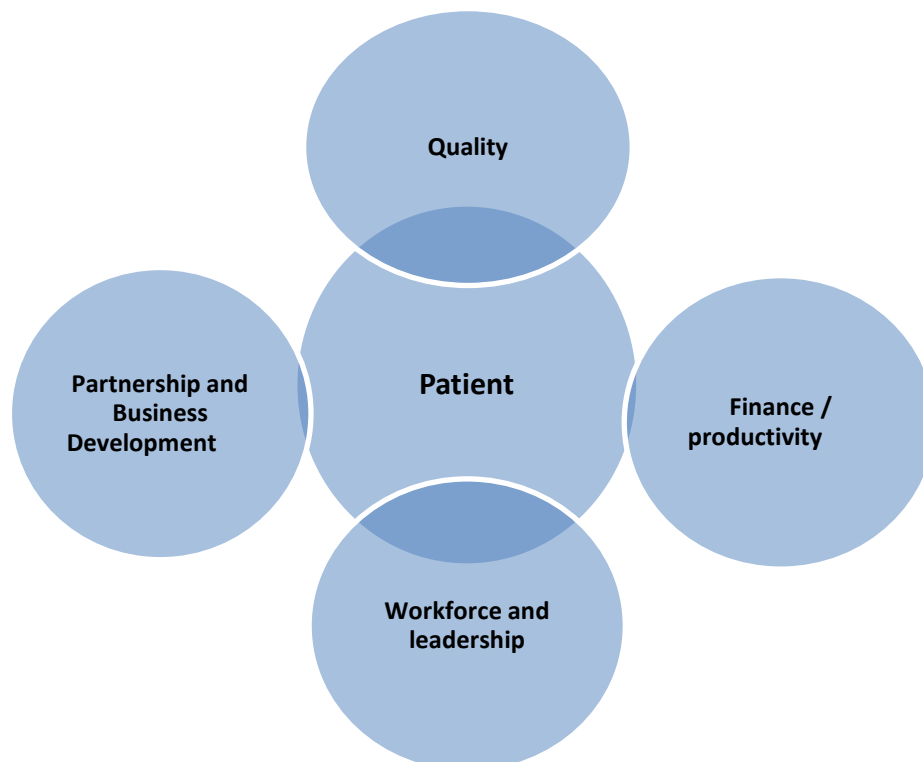 Quality
Partnership and
Business
Development
Patient
Finance /
productivity
Workforce and
leadership